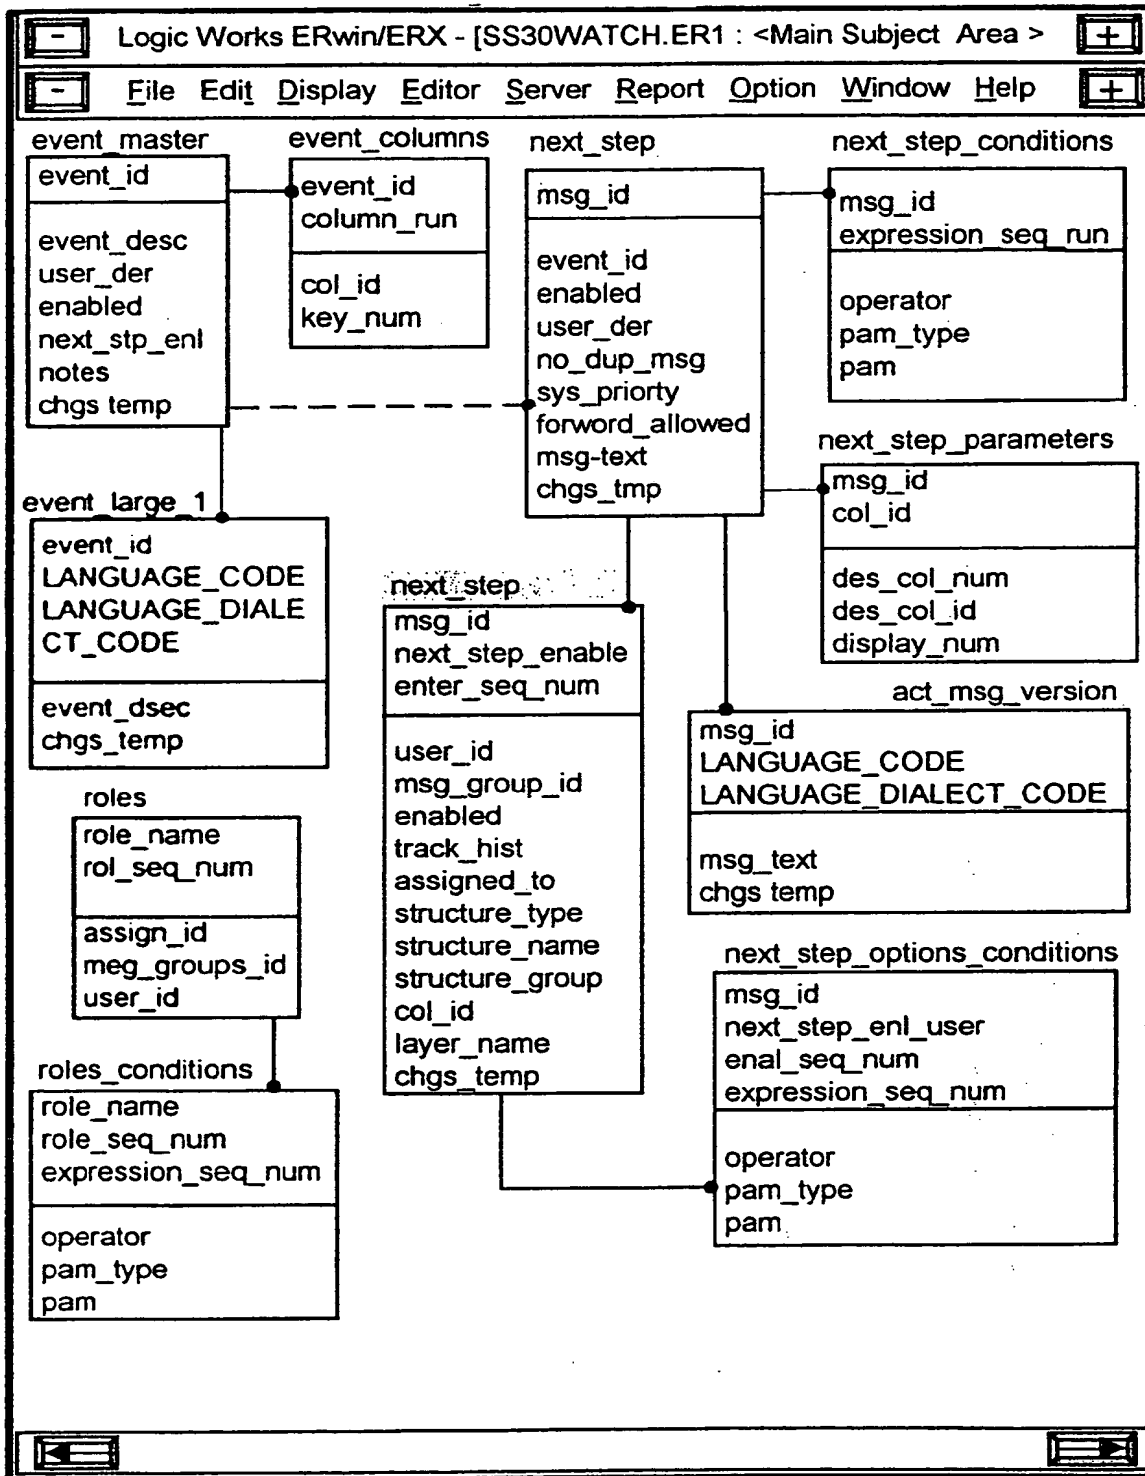 Logic Works ERwin/ERX - [SS30WATCH.ER1 : <Main Subject Area >
File Edit Display Editor Server Report Option Window Help
event_master
event_id
event_desc
user_der
enabled
next_stp_enl
notes
chgs temp
event_columns
event_id
column_run
col_id
key_num
next_step
msg_id
event_id
enabled
user_der
no_dup_msg
sys_priorty
forword_allowed
msg-text
chgs_tmp
next_step_conditions
msg_id
expression_seq_run
operator
pam_type
pam
next_step_parameters
msg_id
col_id
des_col_num
des_col_id
display_num
event_large_1
event_id
LANGUAGE_CODE
LANGUAGE_DIALE
CT_CODE
event_dsec
chgs_temp
next_step
msg_id
next_step_enable
enter_seq_num
user_id
msg_group_id
enabled
track_hist
assigned_to
structure_type
structure_name
structure_group
col_id
layer_name
chgs_temp
act_msg_version
msg_id
LANGUAGE_CODE
LANGUAGE_DIALECT_CODE
msg_text
chgs temp
roles
role_name
rol_seq_num
assign_id
meg_groups_id
user_id
roles_conditions
role_name
role_seq_num
expression_seq_num
operator
pam_type
pam
next_step_options_conditions
msg_id
next_step_enl_user
enal_seq_num
expression_seq_num
operator
pam_type
pam